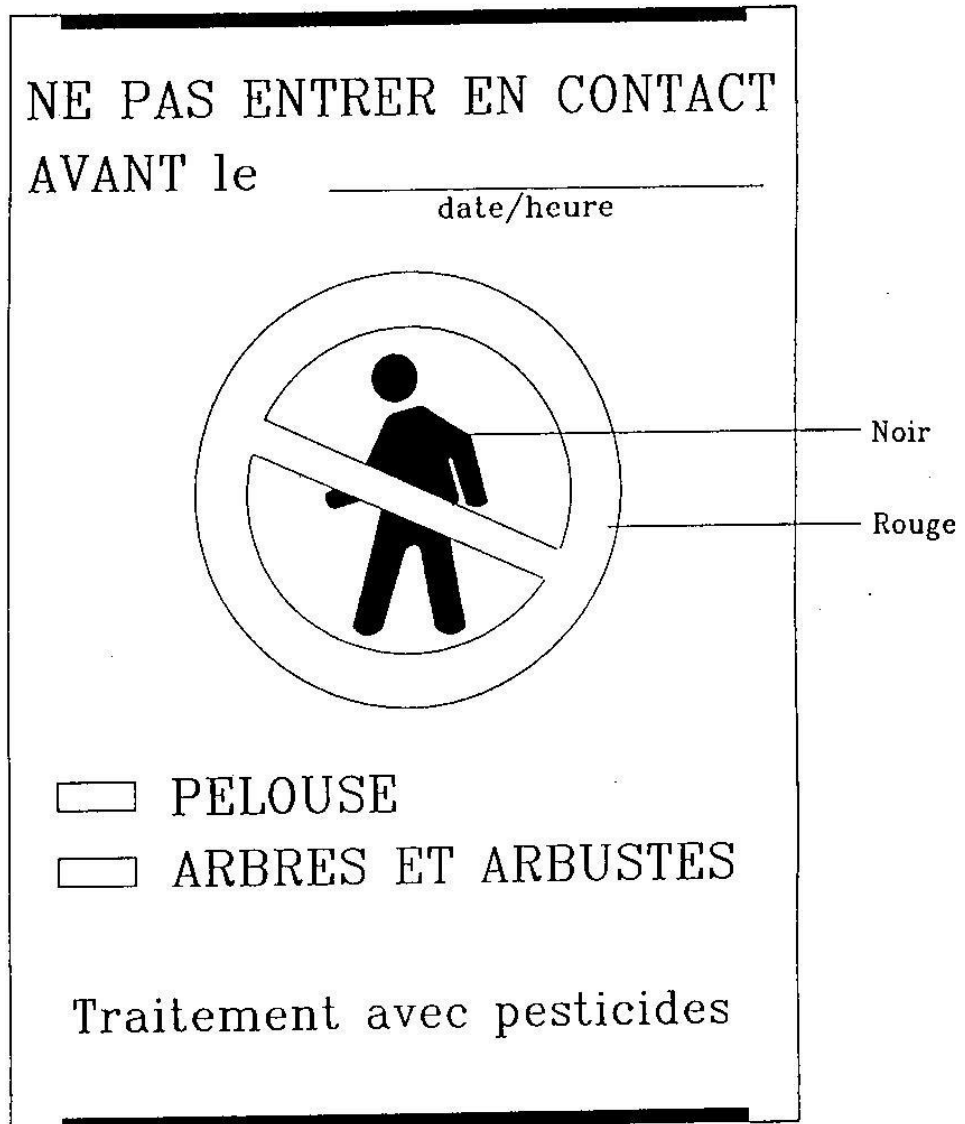 NE PAS ENTRER EN CONTACT
AVANT le
date/heure
Noir
Rouge
PELOUSE
ARBRES ET ARBUSTES
Traitement avec pesticides